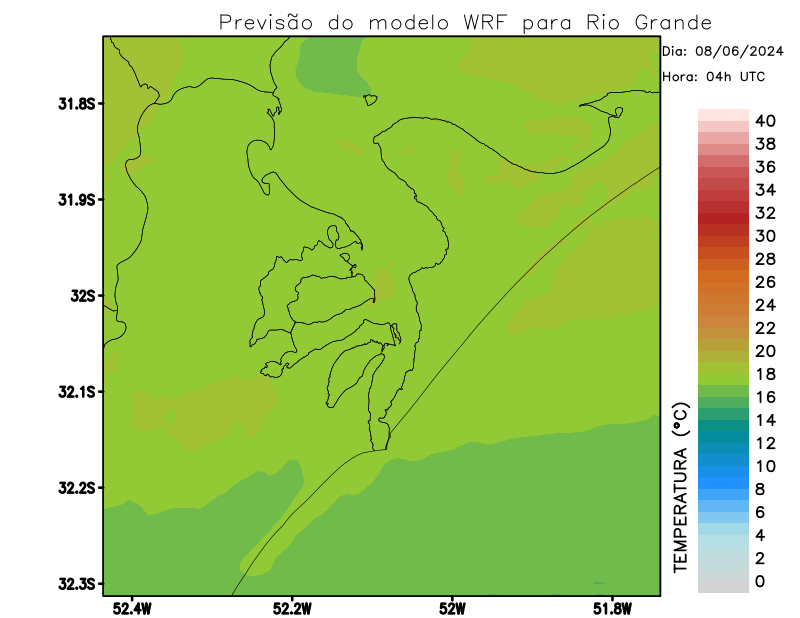 Previsão do modelo WRF para Rio Grande
Dia: 08/06/2024
Hora: 04h UTC
31.8S
31.9S
32S
32.1S
32.2S
32.3S
52.4W
52.2W
52W
51.8W
TEMPERATURA (°C)
40
38
36
34
32
30
28
26
24
22
20
18
16
14
12
10
8
6
4
2
0